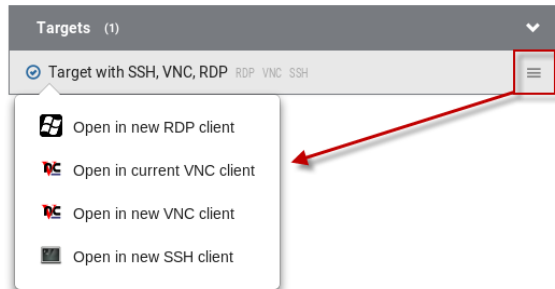 Targets (1)
Target with SSH, VNC, RDP RDP VNC SSH
Open in new RDP client
Open in current VNC client
Open in new VNC client
Open in new SSH client